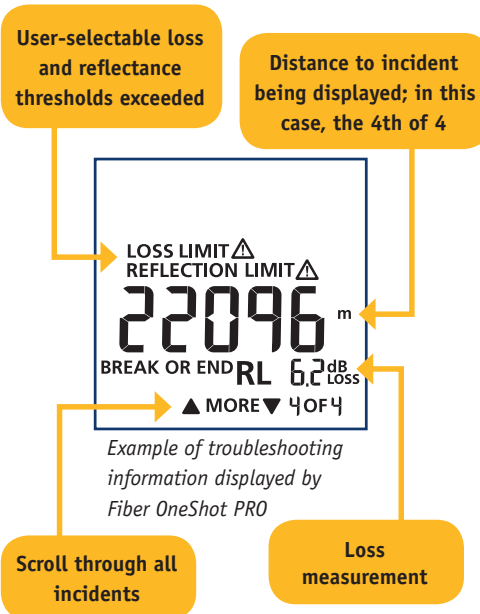 User-selectable loss
and reflectance
thresholds exceeded
Distance to incident
being displayed; in this
case, the 4th of 4
LOSS LIMIT⚠
REFLECTION LIMIT⚠
22096 m
BREAK OR END RL 6.2 dB LOSS
▲ MORE ▼ 4 OF 4
Example of troubleshooting
information displayed by
Fiber OneShot PRO
Scroll through all
incidents
Loss
measurement